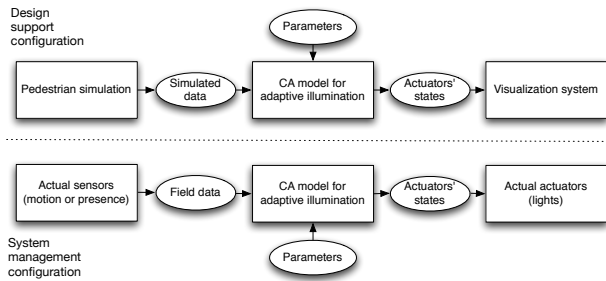 Design
support
configuration
Parameters
Pedestrian simulation
Simulated
data
CA model for
adaptive illumination
Actuators'
states
Visualization system
Actual sensors
(motion or presence)
Field data
CA model for
adaptive illumination
Actuators'
states
Actual actuators
(lights)
System
management
configuration
Parameters